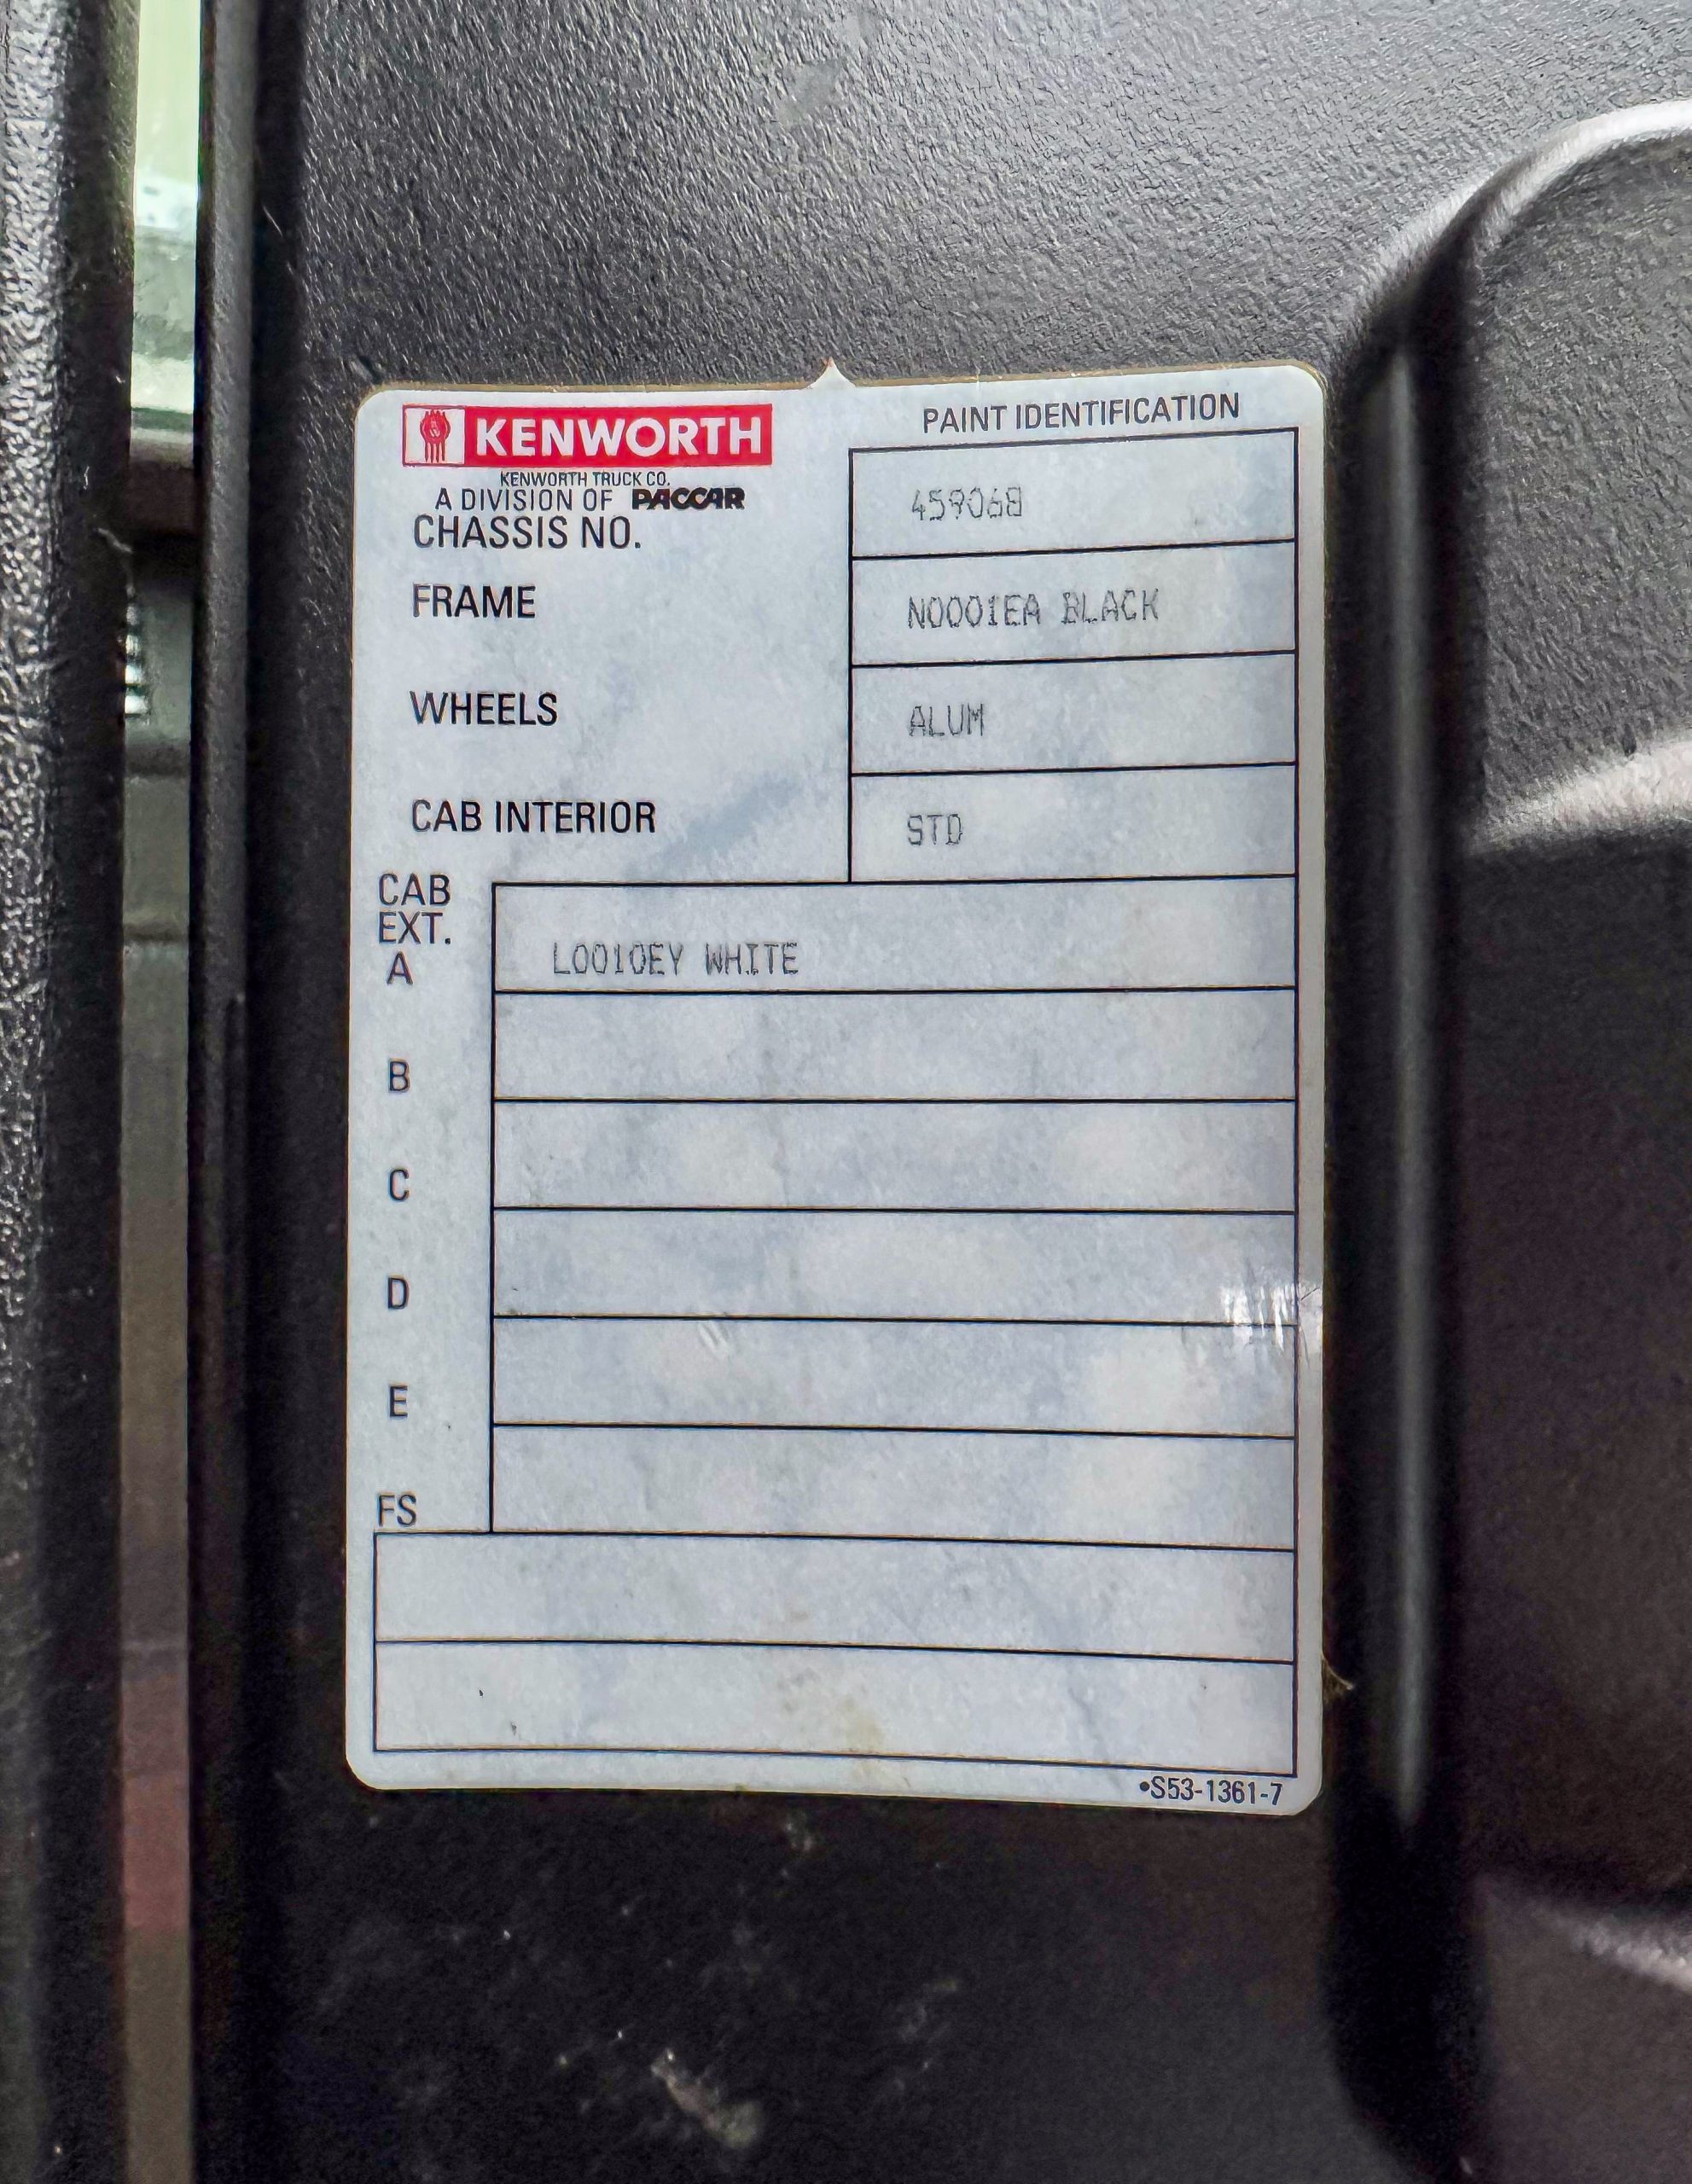 KENWORTH
KENWORTH TRUCK CO.
A DIVISION OF PACCAR
PAINT IDENTIFICATION
CHASSIS NO. 459068
FRAME N0001EA BLACK
WHEELS ALUM
CAB INTERIOR STD
CAB
EXT.
A L0010EY WHITE
B
C
D
E
FS
•S53-1361-7